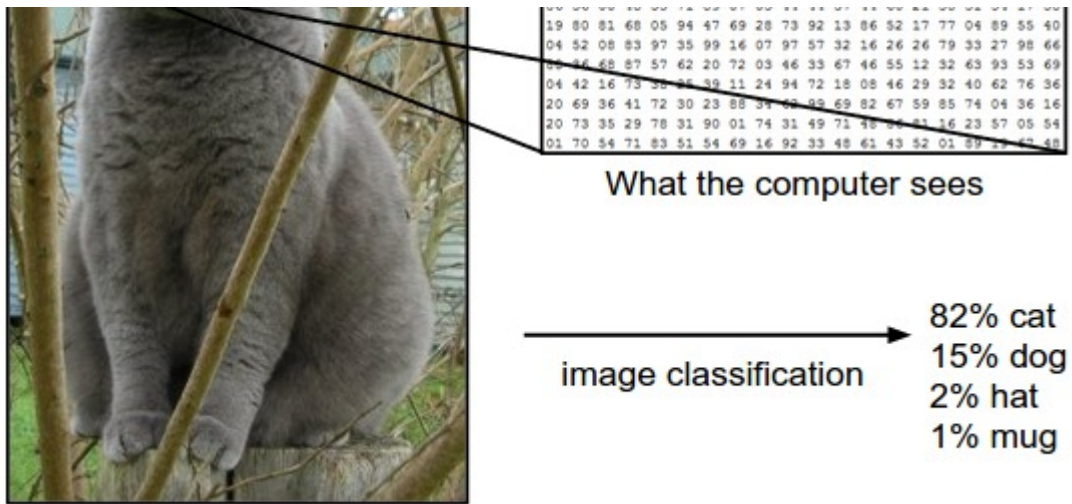 19 80 81 68 05 94 47 69 28 73 92 13 86 52 17 77 04 89 55 40
04 52 08 83 97 35 99 16 07 97 57 32 16 26 26 79 33 27 98 66
68 87 57 62 20 72 03 46 33 67 46 55 12 32 63 93 53 69
04 42 16 73 39 11 24 94 72 18 08 46 29 32 40 62 76 36
20 69 36 41 72 30 23 88 34 99 69 82 67 59 85 74 04 36 16
20 73 35 29 78 31 90 01 74 31 49 71 48 81 16 23 57 05 54
01 70 54 71 83 51 54 69 16 92 33 48 61 43 52 01 89 48
What the computer sees
image classification
82% cat
15% dog
2% hat
1% mug